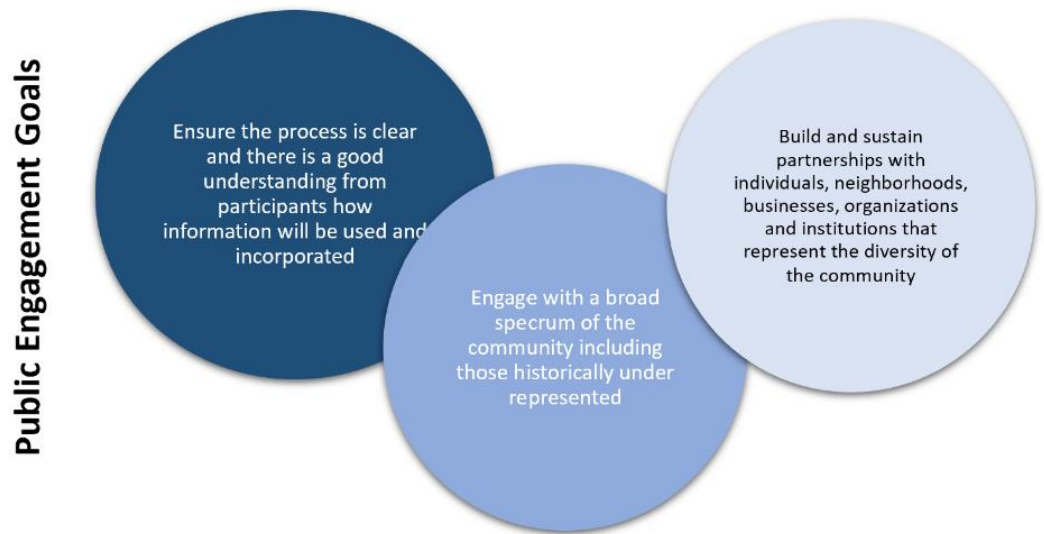 Public Engagement Goals
Ensure the process is clear
and there is a good
understanding from
participants how
information will be used and
incorporated
Engage with a broad
specrum of the
community including
those historically under
represented
Build and sustain
partnerships with
individuals, neighborhoods,
businesses, organizations
and institutions that
represent the diversity of
the community